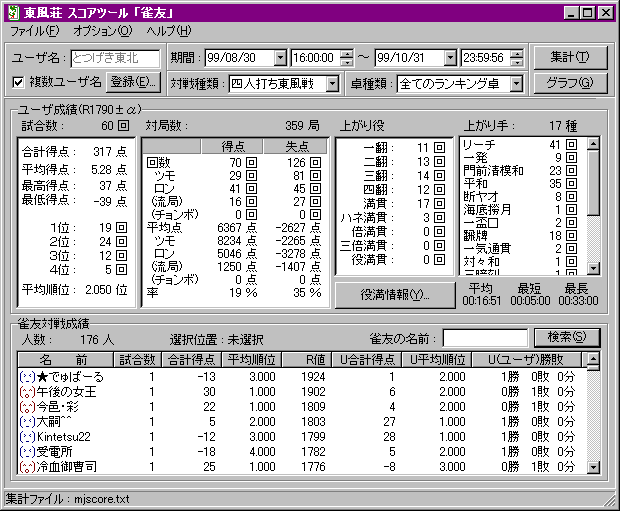 東風荘 スコアツール「雀友」
ファイル(F) オプション(O) ヘルプ(H)
ユーザ名： とつげき東北 期間： 99/08/30 16:00:00 ～ 99/10/31 23:59:56 集計(T)
複数ユーザ名 登録(E)... 対戦種類： 四人打ち東風戦 卓種類： 全てのランキング卓 グラフ(G)
ユーザ成績(R1790±α)
試合数： 60 回 対局数： 359 局 上がり役 上がり手： 17 種
合計得点： 317 点
平均得点： 5.28 点
最高得点： 37 点
最低得点： -39 点
1位： 19 回
2位： 24 回
3位： 12 回
4位： 5 回
平均順位： 2.050 位
得点 失点
回数 70 回 126 回
ツモ 29 回 81 回
ロン 41 回 45 回
(流局) 16 回 27 回
(チョンボ) 0 回 0 回
平均点 6367 点 -2627 点
ツモ 8234 点 -2265 点
ロン 5046 点 -3278 点
(流局) 1250 点 -1407 点
(チョンボ) 0 点 0 点
率 19 % 35 %
一翻： 11 回
二翻： 13 回
三翻： 14 回
四翻： 12 回
満貫： 17 回
ハネ満貫： 3 回
倍満貫： 0 回
三倍満貫： 0 回
役満貫： 0 回
役満情報(Y)...
リーチ 41 回
一発 9 回
門前清模和 23 回
平和 35 回
断ヤオ 8 回
海底撈月 1 回
一盃口 2 回
飜牌 18 回
一気通貫 2 回
対々和 1 回
三暗刻 1 回
平均 最短 最長
00:16:51 00:05:00 00:33:00
雀友対戦成績
人数： 176 人 選択位置：未選択 雀友の名前： 検索(S)
名 前 試合数 合計得点 平均順位 R値 U合計得点 U平均順位 U(ユーザ)勝敗
★でゅぱーる 1 -13 3.000 1924 1 2.000 1勝 0敗 0分
午後の女王 1 30 1.000 1902 6 2.000 0勝 1敗 0分
今邑・彩 1 22 1.000 1809 4 2.000 0勝 1敗 0分
大嗣^^ 1 5 2.000 1803 27 1.000 1勝 0敗 0分
Kintetsu22 1 -12 3.000 1799 28 1.000 1勝 0敗 0分
受電所 1 -18 4.000 1782 5 2.000 1勝 0敗 0分
冷血御曹司 1 25 1.000 1776 -8 3.000 0勝 1敗 0分
集計ファイル：mjscore.txt